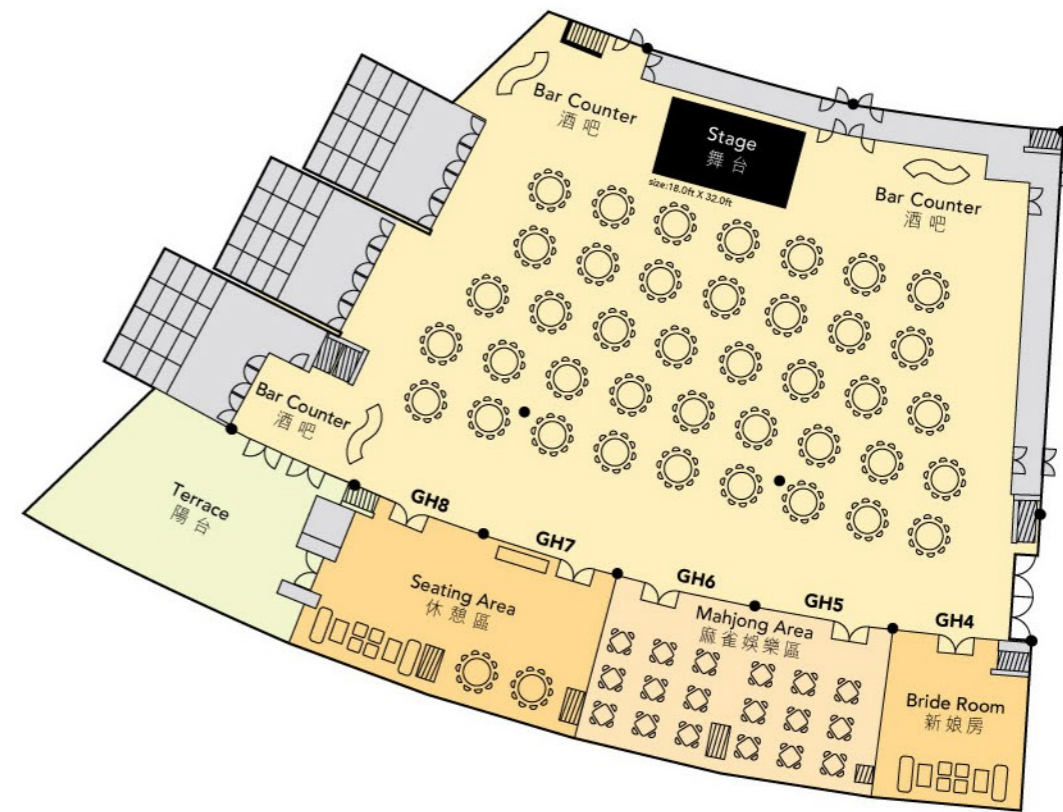 Bar Counter
酒吧
Stage
舞台
size:18.0ft X 32.0ft
Bar Counter
酒吧
Bar Counter
酒吧
Terrace
陽台
GH8
GH7
GH6
GH5
GH4
Seating Area
休憩區
Mahjong Area
麻雀娛樂區
Bride Room
新娘房